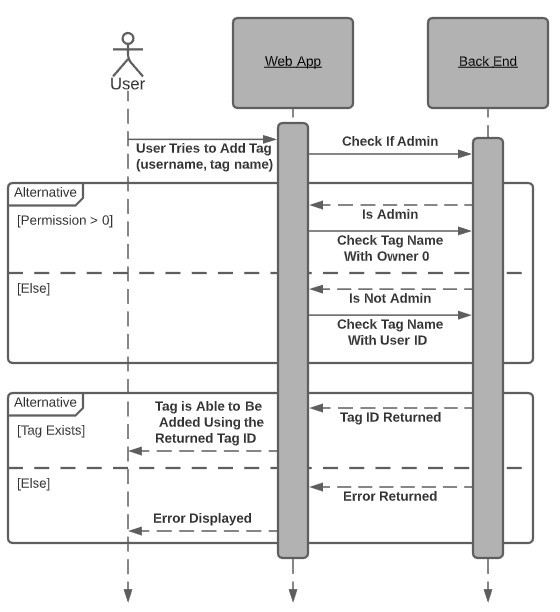 Web App
Back End
User
User Tries to Add Tag
(username, tag name)
Check If Admin
Alternative
[Permission > 0]
Is Admin
Check Tag Name
With Owner 0
[Else]
Is Not Admin
Check Tag Name
With User ID
Alternative
[Tag Exists]
Tag ID Returned
Tag is Able to Be
Added Using the
Returned Tag ID
[Else]
Error Returned
Error Displayed